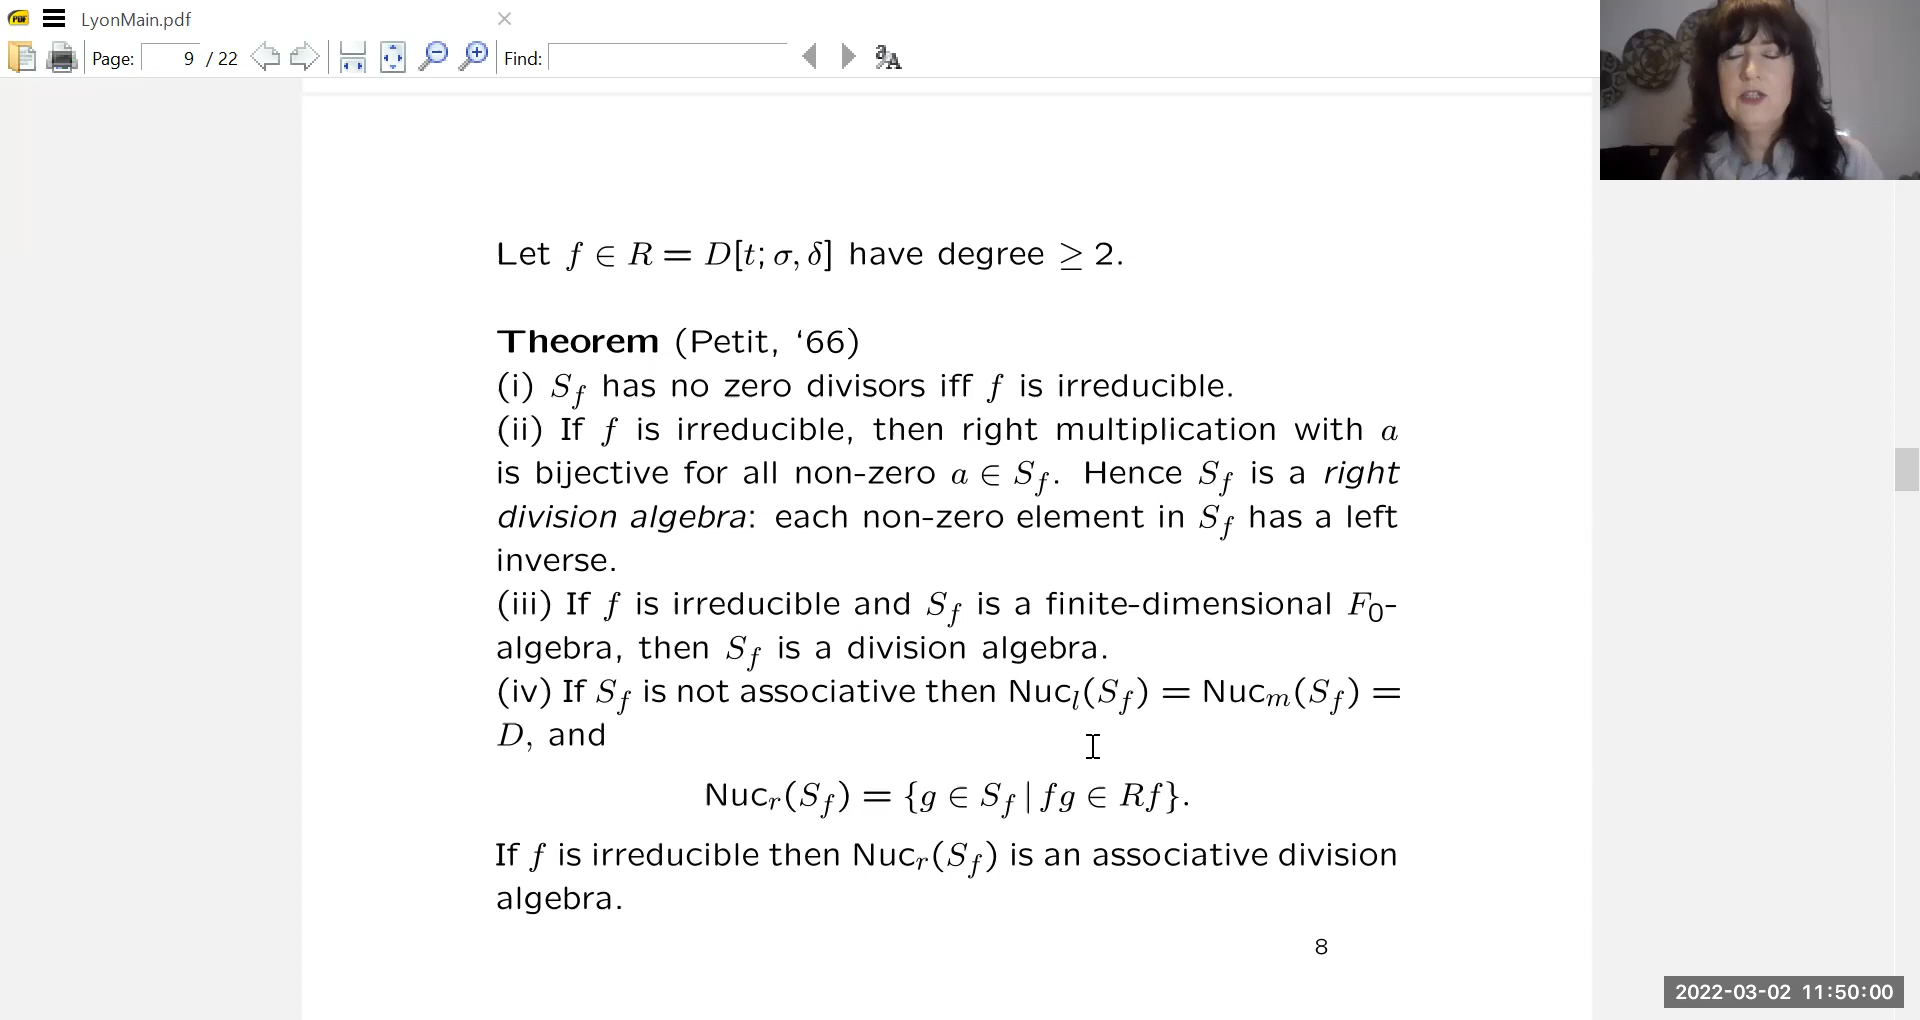 LyonMain.pdf
Page: 9 / 22 Find:
Let f ∈ R = D[t; σ, δ] have degree ≥ 2.
Theorem (Petit, ‘66)
(i) S_f has no zero divisors iff f is irreducible.
(ii) If f is irreducible, then right multiplication with a
is bijective for all non-zero a ∈ S_f. Hence S_f is a right
division algebra: each non-zero element in S_f has a left
inverse.
(iii) If f is irreducible and S_f is a finite-dimensional F_0-
algebra, then S_f is a division algebra.
(iv) If S_f is not associative then Nuc_l(S_f) = Nuc_m(S_f) =
D, and
Nuc_r(S_f) = {g ∈ S_f | fg ∈ Rf}.
If f is irreducible then Nuc_r(S_f) is an associative division
algebra.
8
2022-03-02 11:50:00